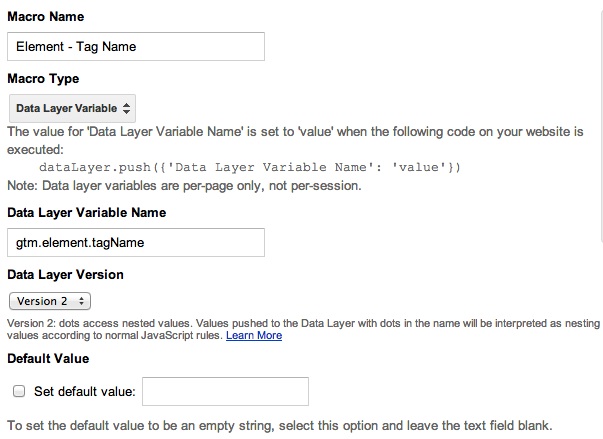 Macro Name
Element - Tag Name
Macro Type
Data Layer Variable
The value for 'Data Layer Variable Name' is set to 'value' when the following code on your website is
executed:
dataLayer.push({'Data Layer Variable Name': 'value'})
Note: Data layer variables are per-page only, not per-session.
Data Layer Variable Name
gtm.element.tagName
Data Layer Version
Version 2
Version 2: dots access nested values. Values pushed to the Data Layer with dots in the name will be interpreted as nesting
values according to normal JavaScript rules. Learn More
Default Value
Set default value:
To set the default value to be an empty string, select this option and leave the text field blank.